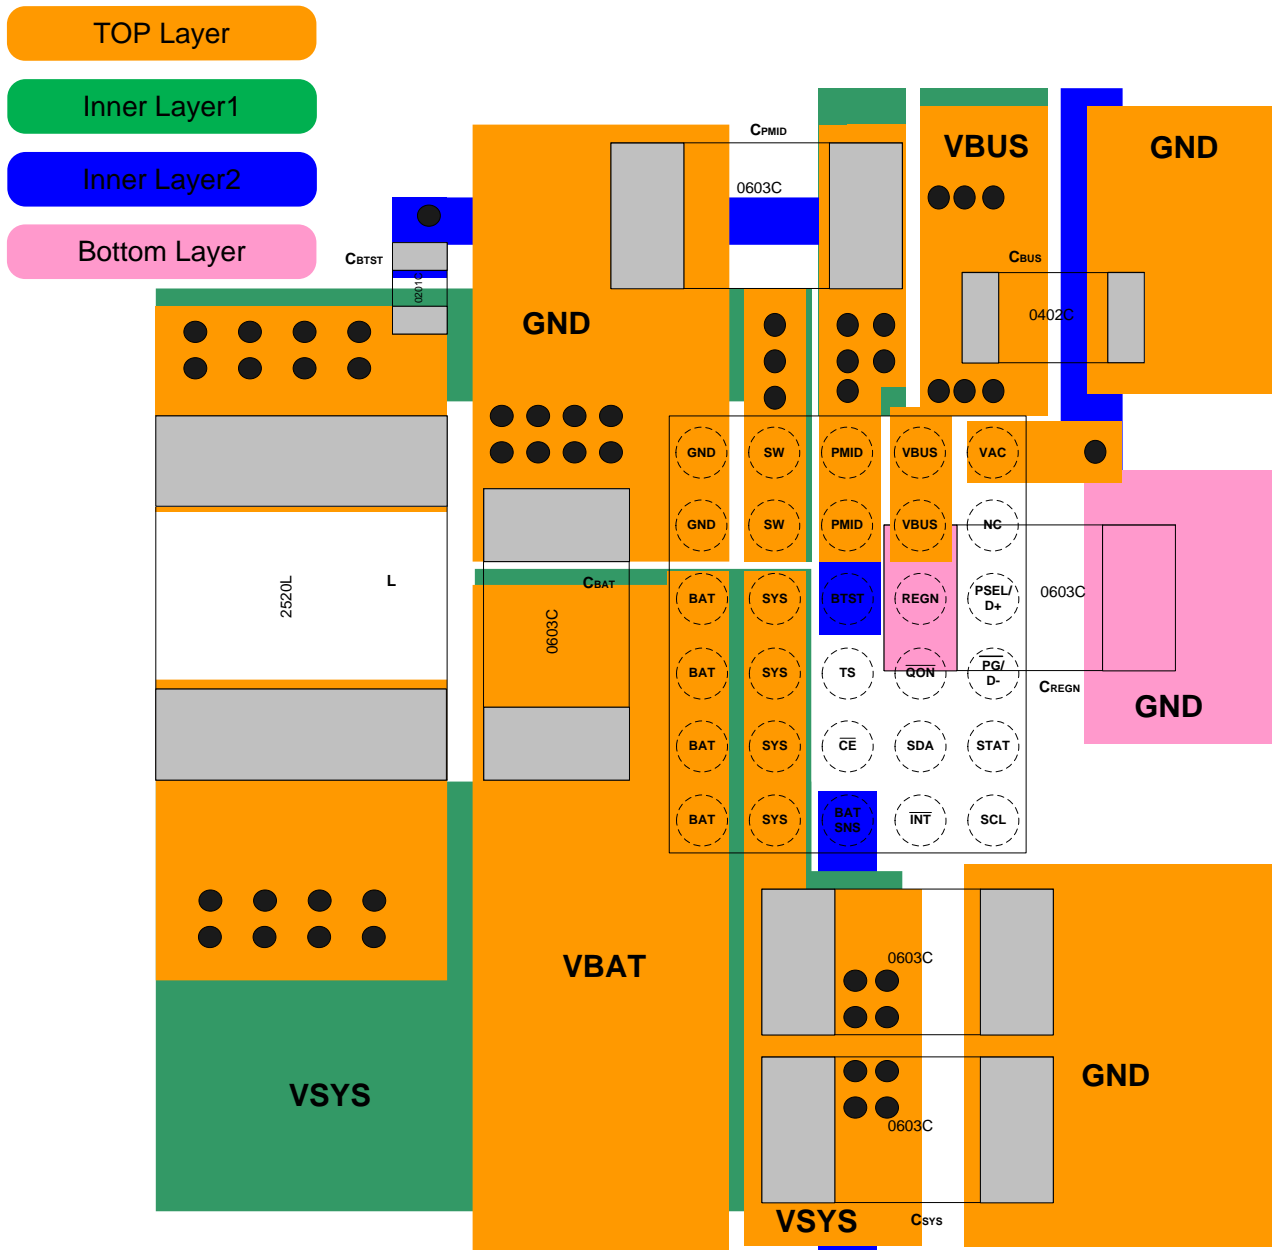 TOP Layer
Inner Layer1
Inner Layer2
Bottom Layer
CPMID
0603C
VBUS
GND
CBTST
0201C
CBUS
0402C
GND
GND SW PMID VBUS VAC
GND SW PMID VBUS NC
L
2520L
CBAT
0603C
BAT SYS BTST REGN PSEL/
D+
0603C
BAT SYS TS QON PG/
D-
CREGN
GND
BAT SYS CE SDA STAT
BAT SYS BAT
SNS INT SCL
VBAT
0603C
VSYS
GND
0603C
VSYS
CSYS